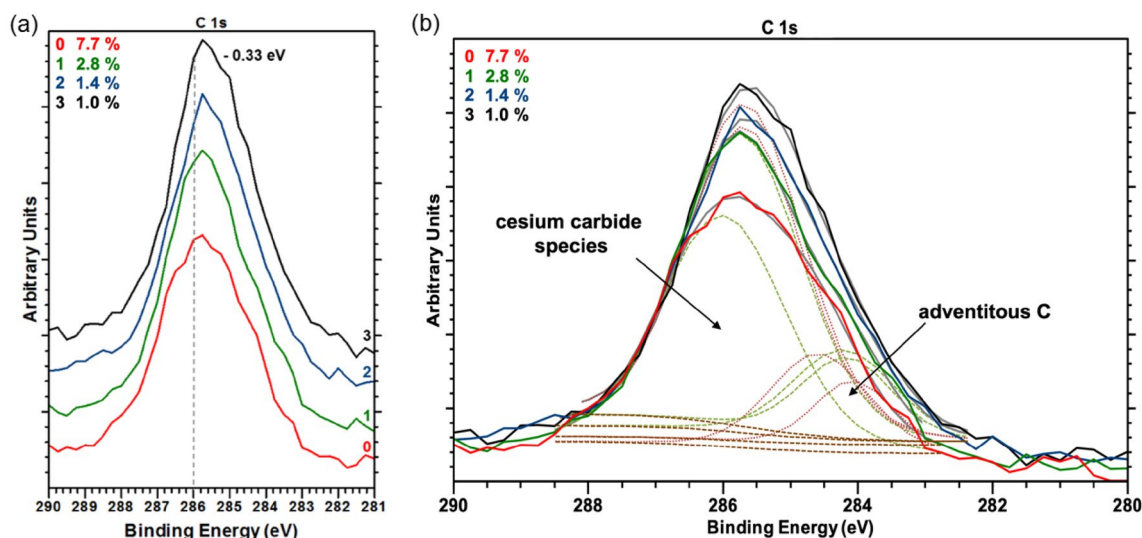 (a)
C 1s
0 7.7 %
1 2.8 %
2 1.4 %
3 1.0 %
- 0.33 eV
3
2
1
0
Arbitrary Units
290 289 288 287 286 285 284 283 282 281
Binding Energy (eV)
(b)
C 1s
0 7.7 %
1 2.8 %
2 1.4 %
3 1.0 %
cesium carbide
species
adventitous C
Arbitrary Units
290 288 286 284 282 280
Binding Energy (eV)